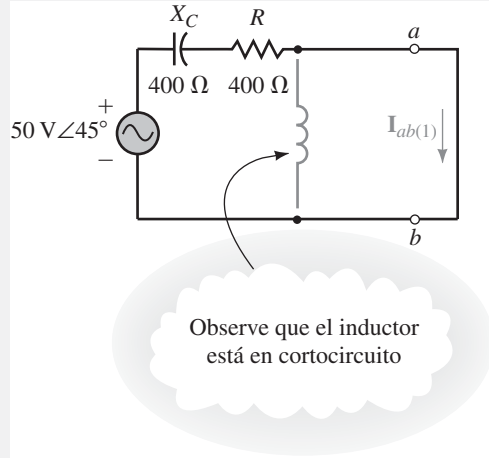 X_C R
a
400 Ω 400 Ω
+
50 V∠45°
−
I_ab(1)
b
Observe que el inductor
está en cortocircuito